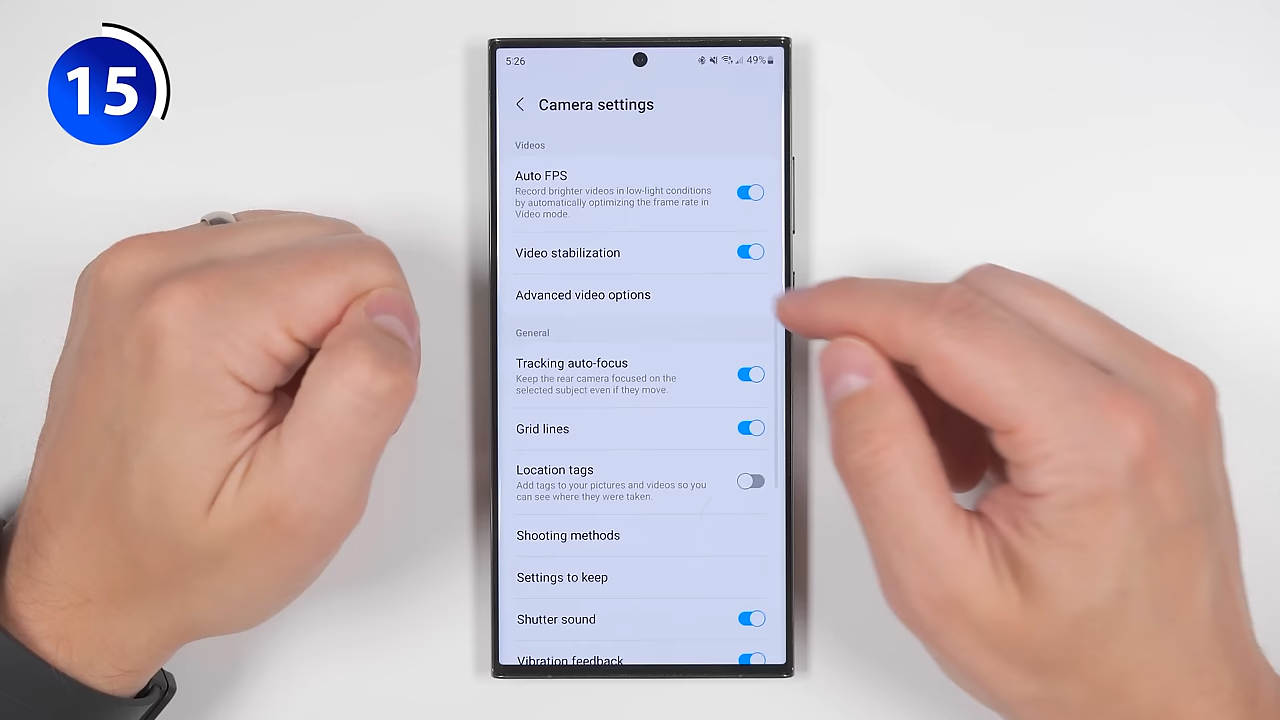 15
5:26
49%
Camera settings
Videos
Auto FPS
Record brighter videos in low-light conditions
by automatically optimizing the frame rate in
Video mode.
Video stabilization
Advanced video options
General
Tracking auto-focus
Keep the rear camera focused on the
selected subject even if they move.
Grid lines
Location tags
Add tags to your pictures and videos so you
can see where they were taken.
Shooting methods
Settings to keep
Shutter sound
Vibration feedback